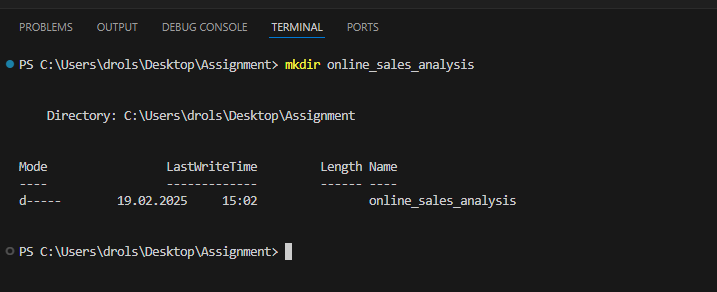 PROBLEMS OUTPUT DEBUG CONSOLE TERMINAL PORTS
PS C:\Users\drols\Desktop\Assignment> mkdir online_sales_analysis
Directory: C:\Users\drols\Desktop\Assignment
Mode LastWriteTime Length Name
---- ------------- ------ ----
d----- 19.02.2025 15:02 online_sales_analysis
PS C:\Users\drols\Desktop\Assignment>